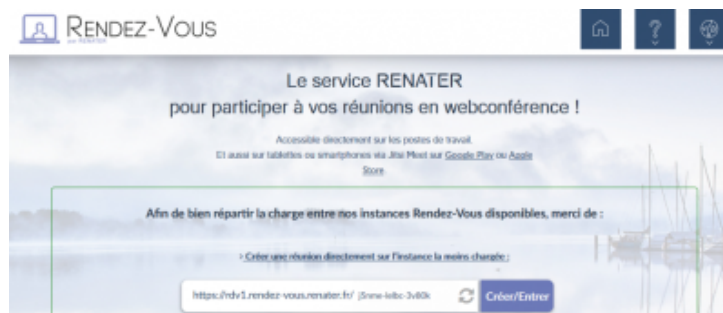 RENDEZ-VOUS
par RENATER
Le service RENATER
pour participer à vos réunions en webconférence !
Accessible directement sur les postes de travail.
Et aussi sur tablettes ou smartphones via Jitsi Meet sur Google Play ou Apple
Store.
Afin de bien répartir la charge entre nos instances Rendez-Vous disponibles, merci de :
> Créer une réunion directement sur l'instance la moins chargée :
https://rdv1.rendez-vous.renater.fr/
Créer/Entrer